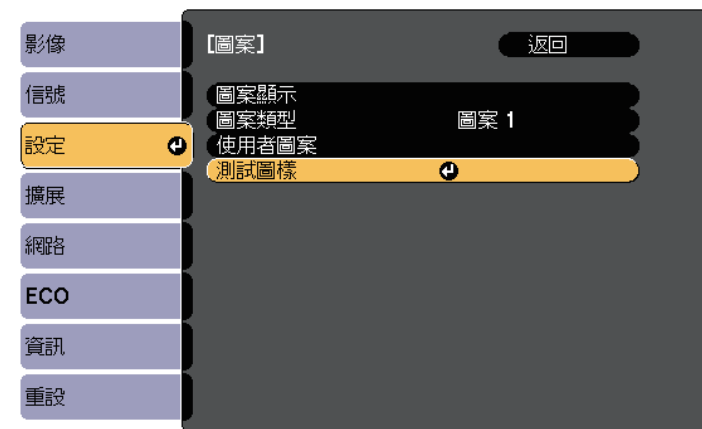 影像
信號
設定
擴展
網路
ECO
資訊
重設
[圖案] 返回
圖案顯示
圖案類型 圖案 1
使用者圖案
測試圖樣